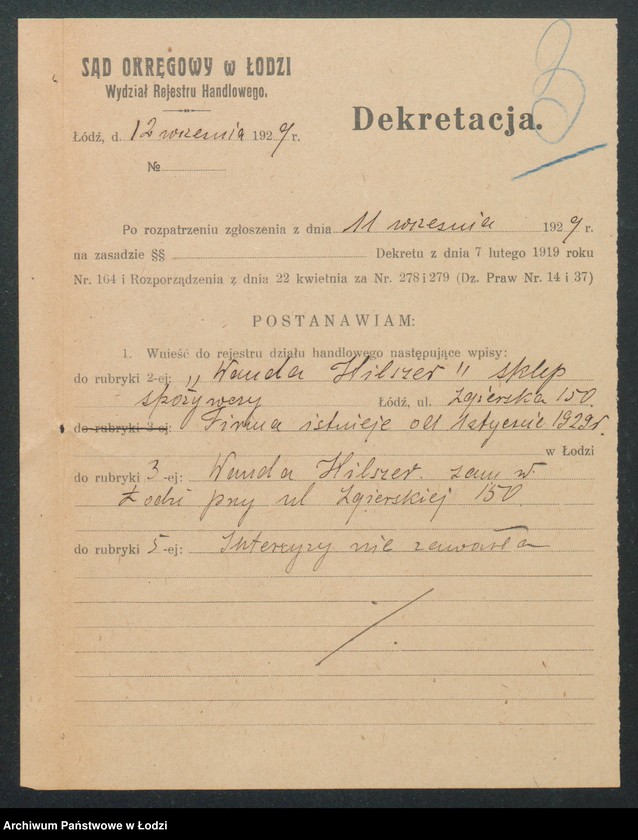 3
SĄD OKRĘGOWY w ŁODZI
Wydział Rejestru Handlowego.
Dekretacja.
Łódź, d. 12 września 1929 r.
№
Po rozpatrzeniu zgłoszenia z dnia 11 września 1929 r.
na zasadzie §§ Dekretu z dnia 7 lutego 1919 roku
Nr. 164 i Rozporządzenia z dnia 22 kwietnia za Nr. 278 i 279 (Dz. Praw Nr. 14 i 37)
POSTANAWIAM:
1. Wnieść do rejestru działu handlowego następujące wpisy:
do rubryki 2-ej: „Wanda Hilszer" sklep
spożywczy Łódź, ul. Zgierska 150.
do rubryki 3-ej: Firma istnieje od 1 stycznia 1929 r.
w Łodzi
do rubryki 3-ej: Wanda Hilszer. zam w
Łodzi przy ul Zgierskiej 150.
do rubryki 5-ej: Intercyzy nie zawarła
Archiwum Państwowe w Łodzi